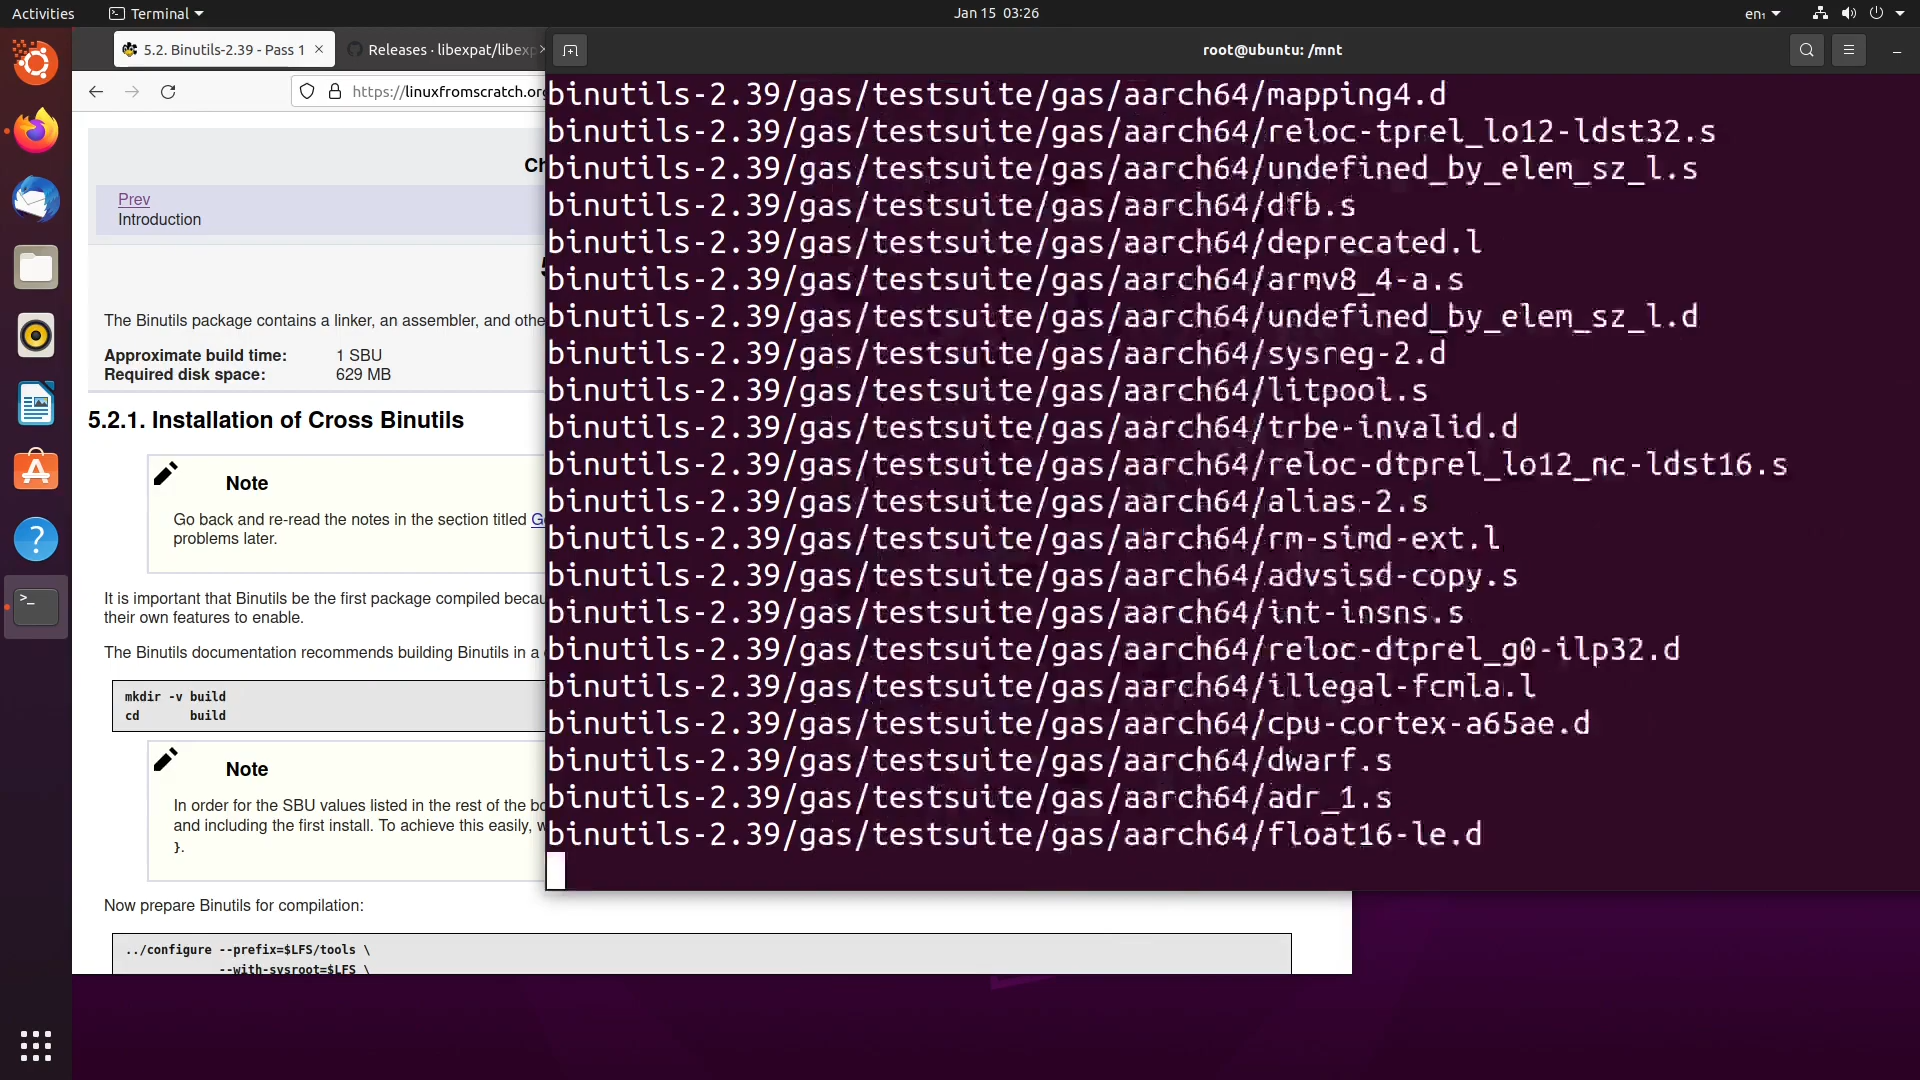 Activities
Terminal
Jan 15 03:26
en₁
5.2. Binutils-2.39 - Pass 1
Releases · libexpat/libexp
https://linuxfromscratch.org
Ch
Prev
Introduction
5
The Binutils package contains a linker, an assembler, and othe
Approximate build time: 1 SBU
Required disk space: 629 MB
5.2.1. Installation of Cross Binutils
Note
Go back and re-read the notes in the section titled G
problems later.
It is important that Binutils be the first package compiled becau
their own features to enable.
The Binutils documentation recommends building Binutils in a
mkdir -v build
cd build
Note
In order for the SBU values listed in the rest of the bo
and including the first install. To achieve this easily, w
}.
Now prepare Binutils for compilation:
../configure --prefix=$LFS/tools \
--with-sysroot=$LFS \
root@ubuntu: /mnt
binutils-2.39/gas/testsuite/gas/aarch64/mapping4.d
binutils-2.39/gas/testsuite/gas/aarch64/reloc-tprel_lo12-ldst32.s
binutils-2.39/gas/testsuite/gas/aarch64/undefined_by_elem_sz_l.s
binutils-2.39/gas/testsuite/gas/aarch64/dfb.s
binutils-2.39/gas/testsuite/gas/aarch64/deprecated.l
binutils-2.39/gas/testsuite/gas/aarch64/armv8_4-a.s
binutils-2.39/gas/testsuite/gas/aarch64/undefined_by_elem_sz_l.d
binutils-2.39/gas/testsuite/gas/aarch64/sysreg-2.d
binutils-2.39/gas/testsuite/gas/aarch64/litpool.s
binutils-2.39/gas/testsuite/gas/aarch64/trbe-invalid.d
binutils-2.39/gas/testsuite/gas/aarch64/reloc-dtprel_lo12_nc-ldst16.s
binutils-2.39/gas/testsuite/gas/aarch64/alias-2.s
binutils-2.39/gas/testsuite/gas/aarch64/rm-simd-ext.l
binutils-2.39/gas/testsuite/gas/aarch64/advsisd-copy.s
binutils-2.39/gas/testsuite/gas/aarch64/int-insns.s
binutils-2.39/gas/testsuite/gas/aarch64/reloc-dtprel_g0-ilp32.d
binutils-2.39/gas/testsuite/gas/aarch64/illegal-fcmla.l
binutils-2.39/gas/testsuite/gas/aarch64/cpu-cortex-a65ae.d
binutils-2.39/gas/testsuite/gas/aarch64/dwarf.s
binutils-2.39/gas/testsuite/gas/aarch64/adr_1.s
binutils-2.39/gas/testsuite/gas/aarch64/float16-le.d